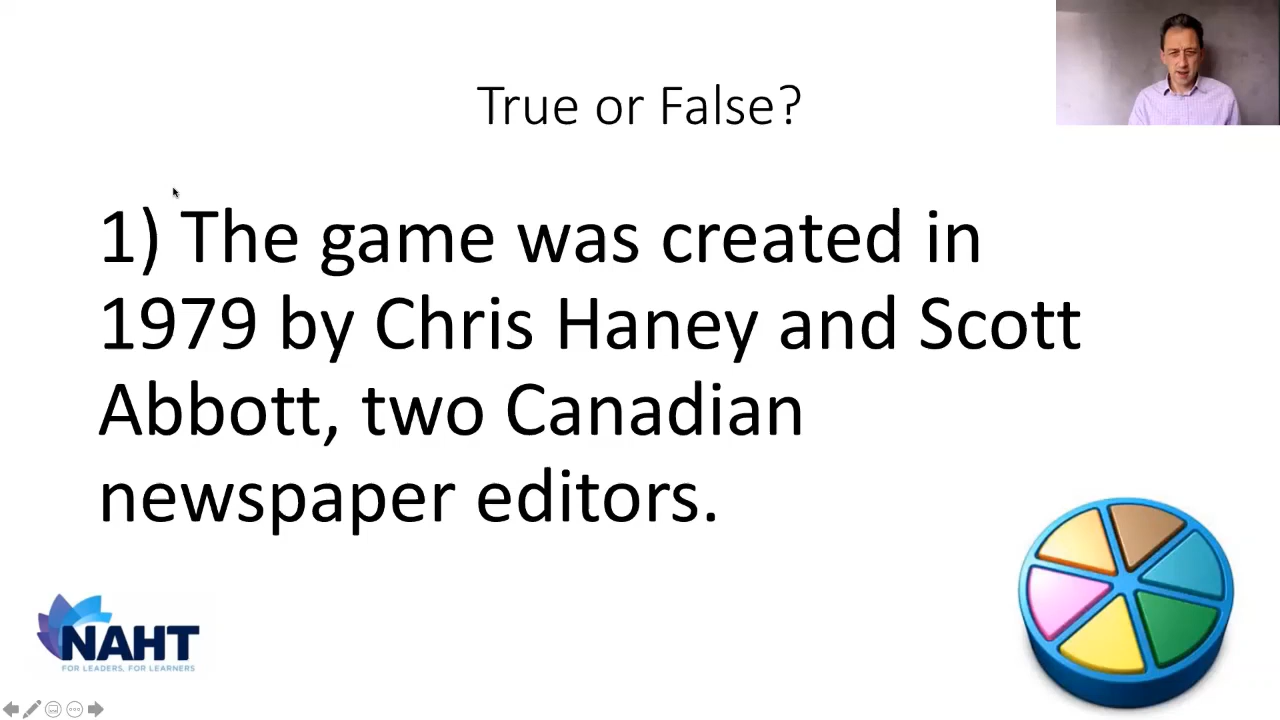 True or False?
1) The game was created in
1979 by Chris Haney and Scott
Abbott, two Canadian
newspaper editors.
NAHT
FOR LEADERS, FOR LEARNERS